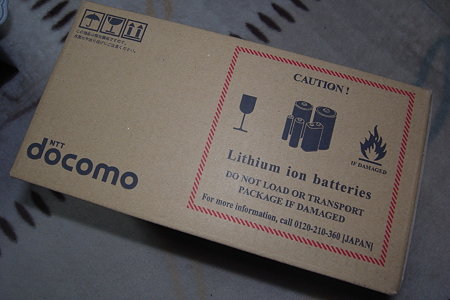 CAUTION !
IF DAMAGED
Lithium ion batteries
DO NOT LOAD OR TRANSPORT
PACKAGE IF DAMAGED
For more information, call 0120-210-360 [JAPAN]
NTT
docomo